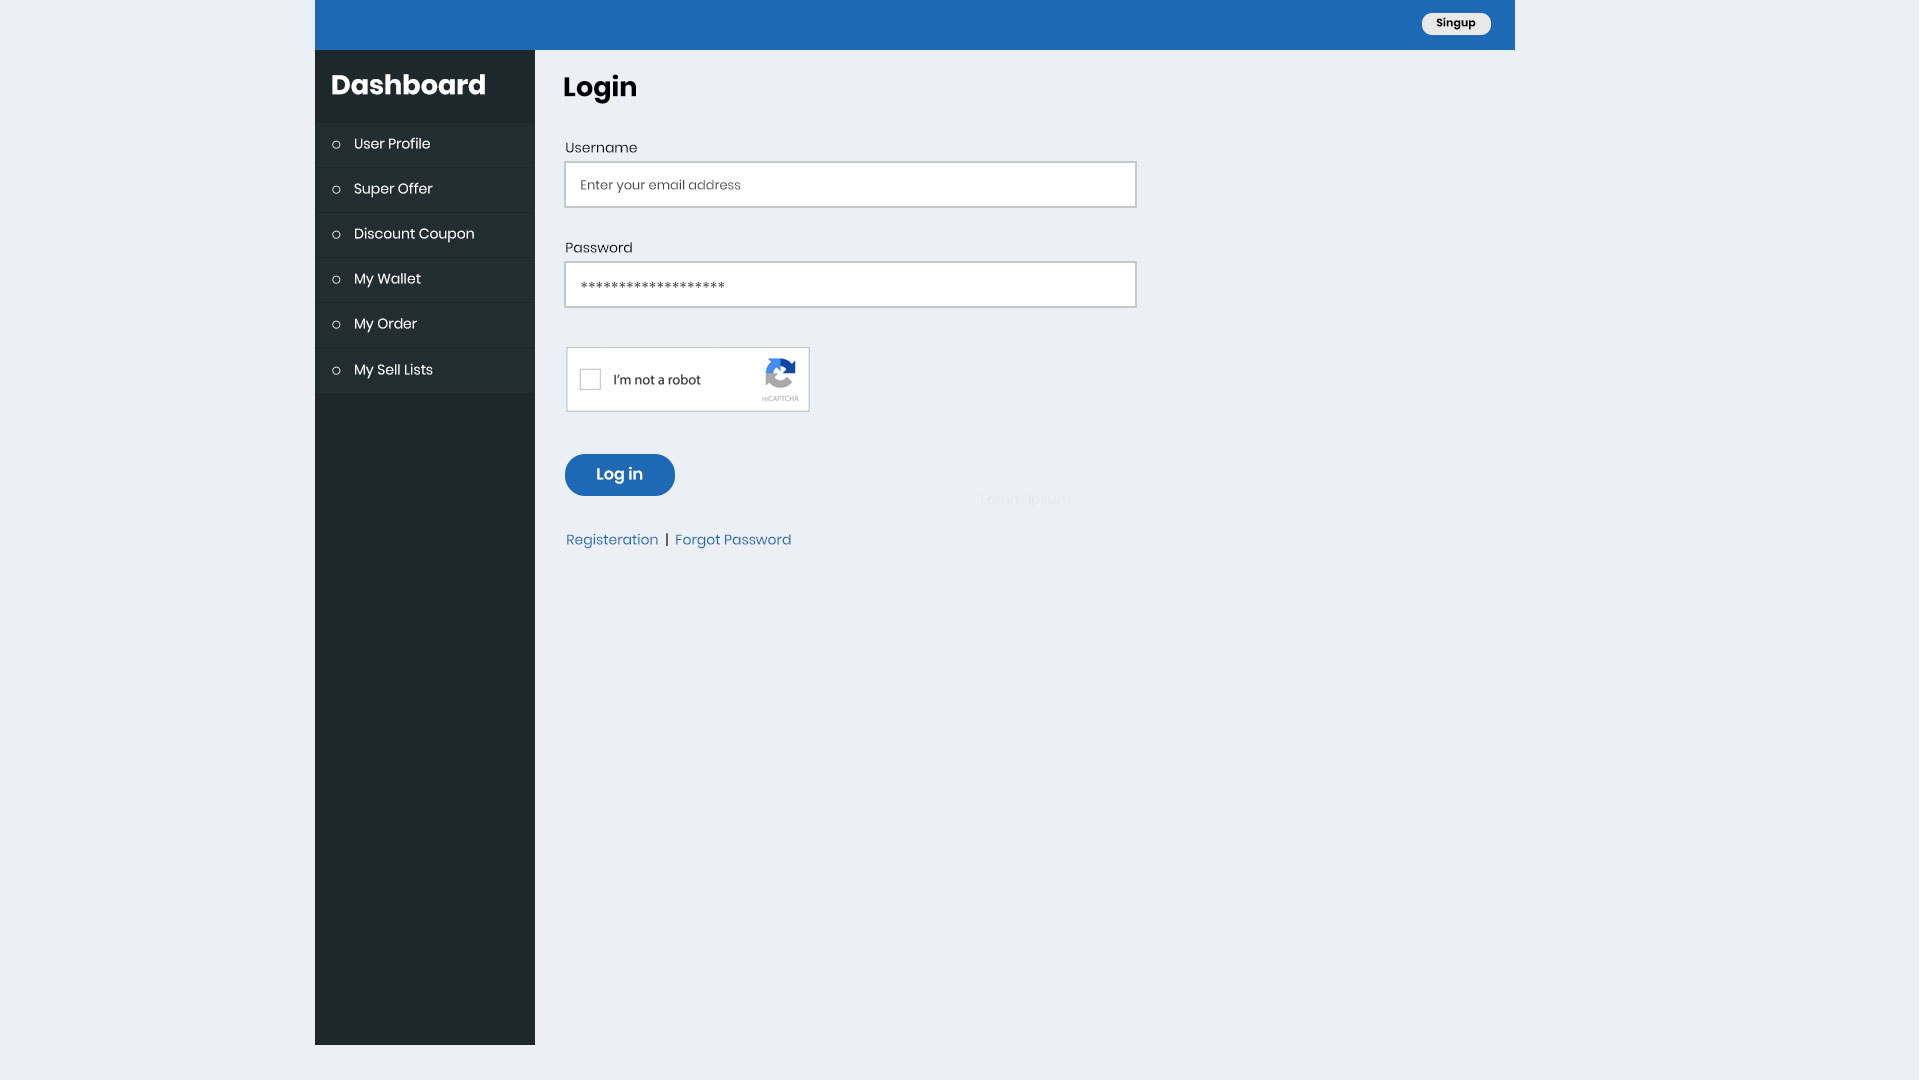 Singup
Dashboard
User Profile
Super Offer
Discount Coupon
My Wallet
My Order
My Sell Lists
Login
Username
Enter your email address
Password
*******************
I'm not a robot
reCAPTCHA
Log in
Lorem ipsum
Registeration | Forgot Password